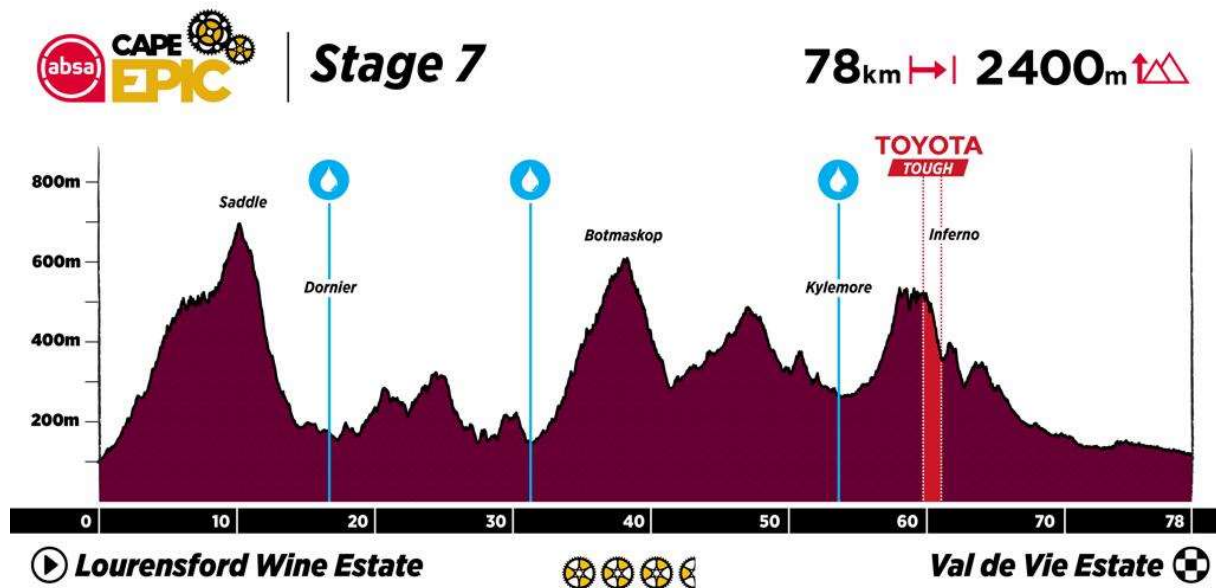 absa CAPE EPIC
Stage 7
78km 2400m
TOYOTA
TOUGH
800m
600m
400m
200m
Saddle
Dornier
Botmaskop
Kylemore
Inferno
0 10 20 30 40 50 60 70 78
Lourensford Wine Estate
Val de Vie Estate